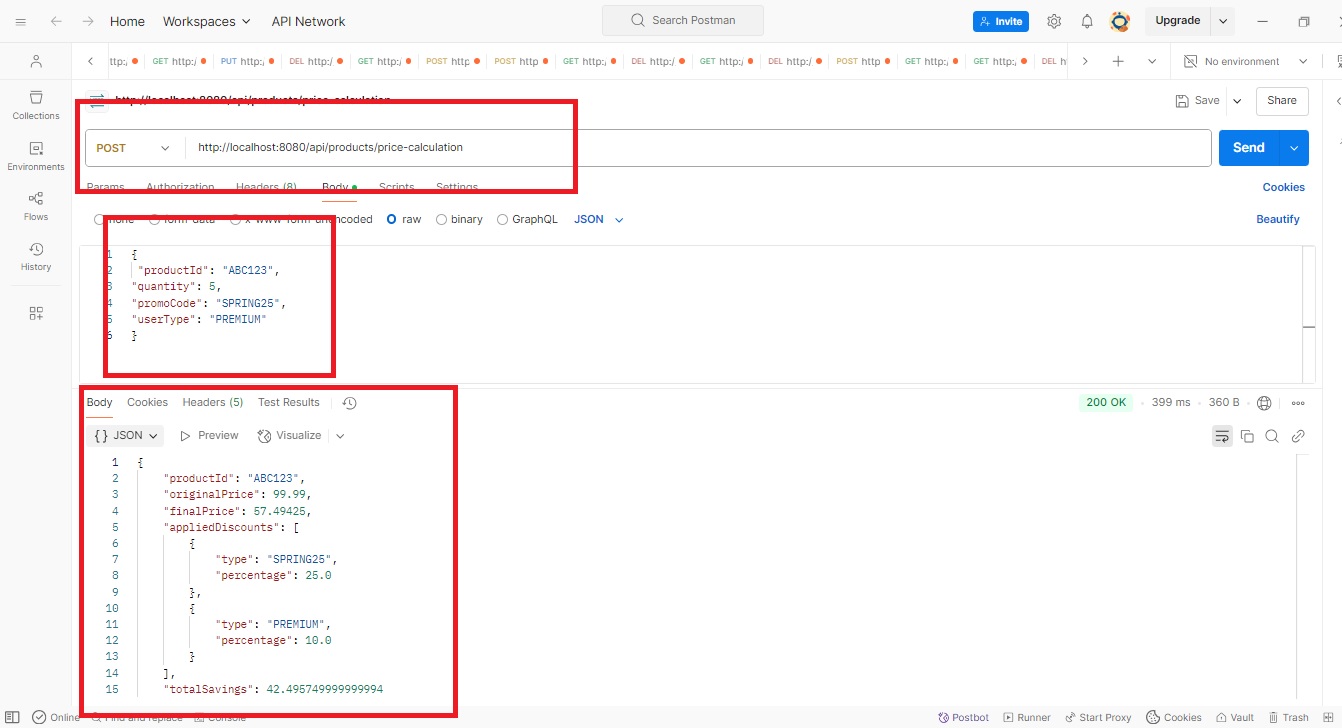 Home Workspaces API Network Search Postman Invite Upgrade
ttp:/ GET http:/ PUT http:/ DEL http:/ GET http:/ POST http POST http GET http:/ DEL http:/ GET http:/ DEL http:/ POST http GET http:/ GET http:/ DEL h No environment
http://localhost:8080/api/products/price-calculation Save Share
Collections
POST http://localhost:8080/api/products/price-calculation Send
Environments
Params Authorization Headers (8) Body Scripts Settings Cookies
Flows
none form-data x-www-form-urlencoded raw binary GraphQL JSON Beautify
History
1 {
2 "productId": "ABC123",
3 "quantity": 5,
4 "promoCode": "SPRING25",
5 "userType": "PREMIUM"
6 }
Body Cookies Headers (5) Test Results 200 OK 399 ms 360 B
{} JSON Preview Visualize
1 {
2 "productId": "ABC123",
3 "originalPrice": 99.99,
4 "finalPrice": 57.49425,
5 "appliedDiscounts": [
6 {
7 "type": "SPRING25",
8 "percentage": 25.0
9 },
10 {
11 "type": "PREMIUM",
12 "percentage": 10.0
13 }
14 ],
15 "totalSavings": 42.495749999999994
Online Find and replace Console Postbot Runner Start Proxy Cookies Vault Trash